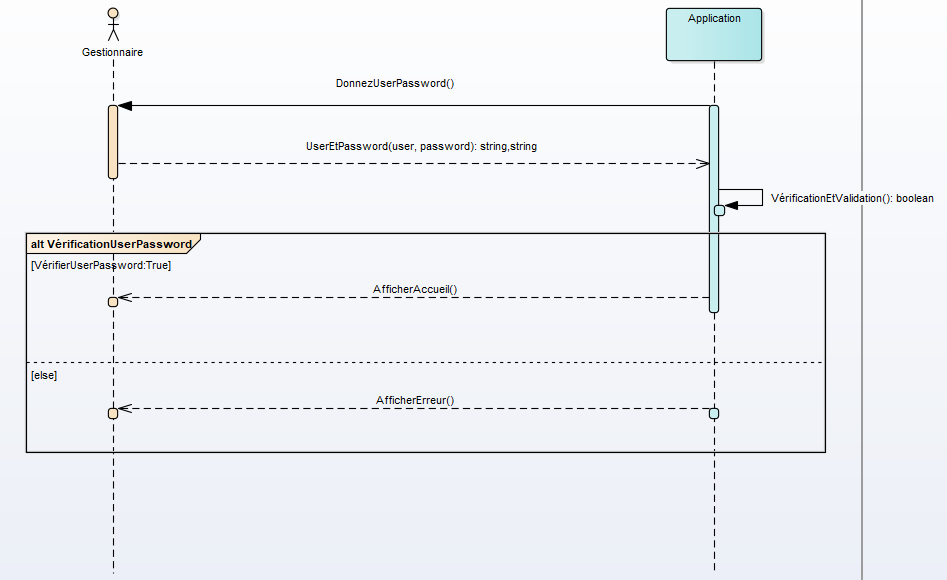 Gestionnaire
Application
DonnezUserPassword()
UserEtPassword(user, password): string,string
VérificationEtValidation(): boolean
alt VérificationUserPassword
[VérifierUserPassword:True]
AfficherAccueil()
[else]
AfficherErreur()